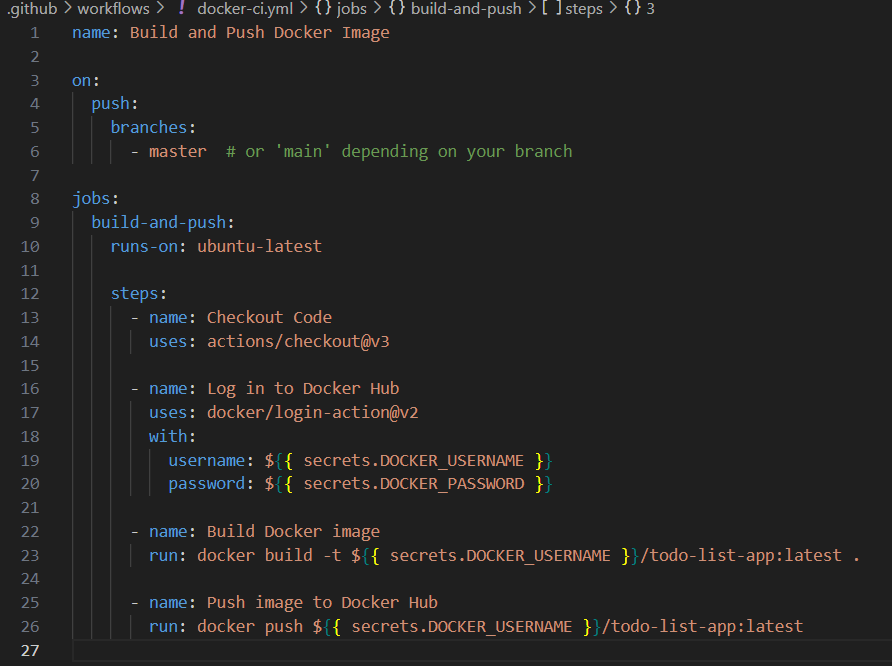 .github > workflows > ! docker-ci.yml > {} jobs > {} build-and-push > [ ] steps > {} 3
1 name: Build and Push Docker Image
2
3 on:
4   push:
5     branches:
6       - master  # or 'main' depending on your branch
7
8 jobs:
9   build-and-push:
10     runs-on: ubuntu-latest
11
12     steps:
13       - name: Checkout Code
14         uses: actions/checkout@v3
15
16       - name: Log in to Docker Hub
17         uses: docker/login-action@v2
18         with:
19           username: ${{ secrets.DOCKER_USERNAME }}
20           password: ${{ secrets.DOCKER_PASSWORD }}
21
22       - name: Build Docker image
23         run: docker build -t ${{ secrets.DOCKER_USERNAME }}/todo-list-app:latest .
24
25       - name: Push image to Docker Hub
26         run: docker push ${{ secrets.DOCKER_USERNAME }}/todo-list-app:latest
27